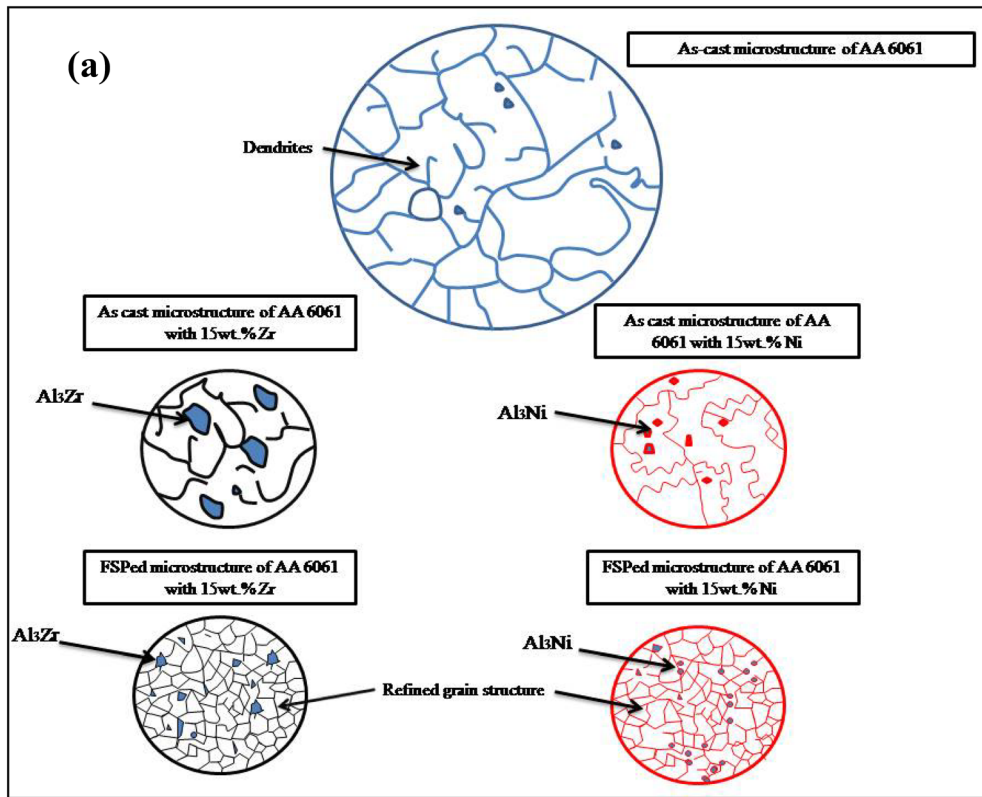 (a)
As-cast microstructure of AA 6061
Dendrites
As cast microstructure of AA 6061
with 15wt.% Zr
As cast microstructure of AA
6061 with 15wt.% Ni
Al3Zr
Al3Ni
FSPed microstructure of AA 6061
with 15wt.% Zr
FSPed microstructure of AA 6061
with 15wt.% Ni
Al3Zr
Al3Ni
Refined grain structure